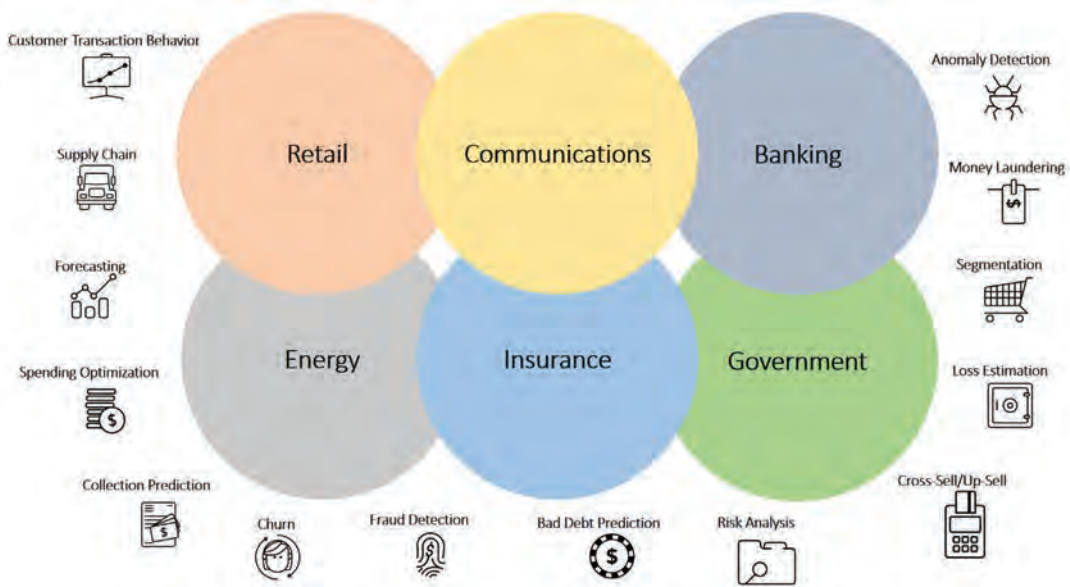 Customer Transaction Behavior
Supply Chain
Forecasting
Spending Optimization
Collection Prediction
Retail
Communications
Banking
Energy
Insurance
Government
Churn
Fraud Detection
Bad Debt Prediction
Risk Analysis
Anomaly Detection
Money Laundering
$
Segmentation
Loss Estimation
Cross-Sell/Up-Sell
$
$
$
$